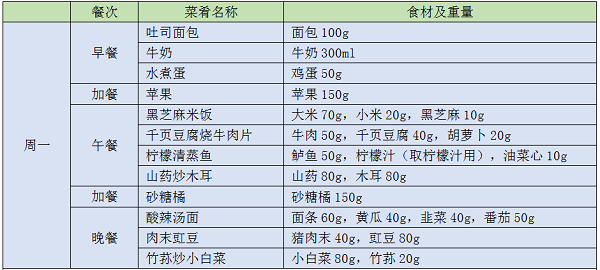 餐次 菜肴名称 食材及重量
周一 早餐 吐司面包 面包 100g
牛奶 牛奶 300ml
水煮蛋 鸡蛋 50g
加餐 苹果 苹果 150g
午餐 黑芝麻米饭 大米 70g，小米 20g，黑芝麻 10g
千页豆腐烧牛肉片 牛肉 50g，千页豆腐 40g，胡萝卜 20g
柠檬清蒸鱼 鲈鱼 50g，柠檬汁（取柠檬汁用），油菜心 10g
山药炒木耳 山药 80g，木耳 80g
加餐 砂糖橘 砂糖橘 150g
晚餐 酸辣汤面 面条 60g，黄瓜 40g，韭菜 40g，番茄 50g
肉末豇豆 猪肉末 40g，豇豆 80g
竹荪炒小白菜 小白菜 80g，竹荪 20g